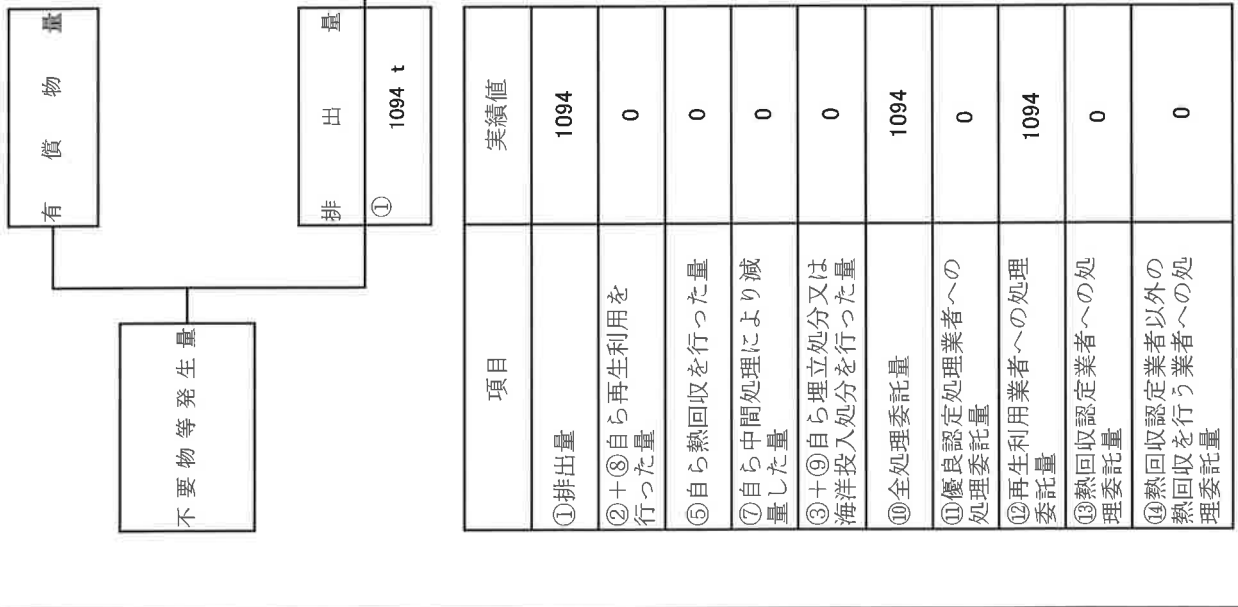 有償物量
不要物等発生量
排出量
①
1094 t
項目
実績値
①排出量
1094
②+⑧自ら再生利用を
行った量
0
⑤自ら熱回収を行った量
0
⑦自ら中間処理により減
量した量
0
③+⑨自ら埋立処分又は
海洋投入処分を行った量
0
⑩全処理委託量
1094
⑪優良認定処理業者への
処理委託量
0
⑫再生利用業者への処理
委託量
1094
⑬熱回収認定業者への処
理委託量
0
⑭熱回収認定業者以外の
熱回収を行う業者への処
理委託量
0